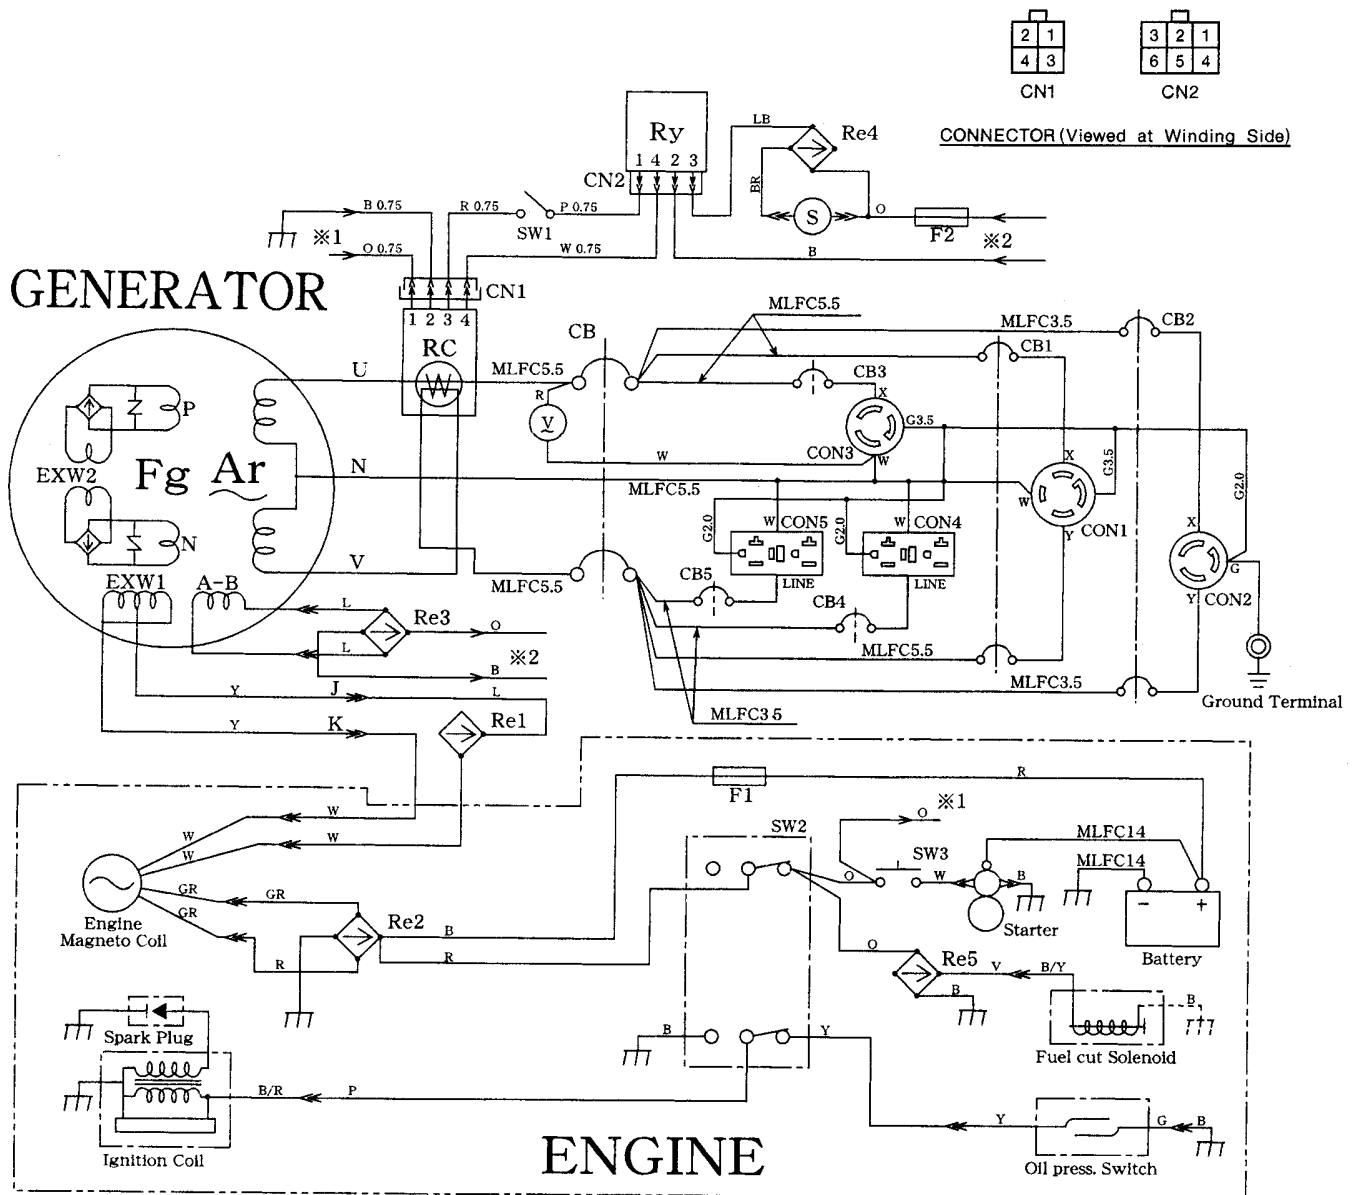 2 1
4 3
CN1
3 2 1
6 5 4
CN2
CONNECTOR (Viewed at Winding Side)
Ry
1 4 2 3
CN2
LB
Re4
BR
S
O
F2
※2
B
B 0.75
※1
O 0.75
R 0.75
SW1
P 0.75
W 0.75
CN1
1 2 3 4
RC
W
GENERATOR
U
N
V
P
EXW2
Fg
Ar
N
EXW1
A-B
MLFC5.5
CB
R
V
W
MLFC5.5
MLFC5.5
MLFC5.5
MLFC3.5
CB2
CB1
CB3
X
G3.5
CON3
W
X
G3.5
W
CON1
Y
G2.0
X
G
Y
CON2
G2.0
W
CON5
LINE
G2.0
W
CON4
LINE
CB5
CB4
MLFC5.5
MLFC3.5
MLFC3 5
Ground Terminal
L
Re3
O
L
※2
B
Y
J
L
Y
K
Re1
W
W
W
W
GR
GR
GR
Engine
Magneto Coil
R
Re2
B
R
F1
R
SW2
※1
O
O
SW3
W
B
Starter
MLFC14
MLFC14
-
+
Battery
O
Re5
B
V
B/Y
B
Fuel cut Solenoid
B
Y
Spark Plug
B/R
P
Ignition Coil
Y
G
B
Oil press. Switch
ENGINE